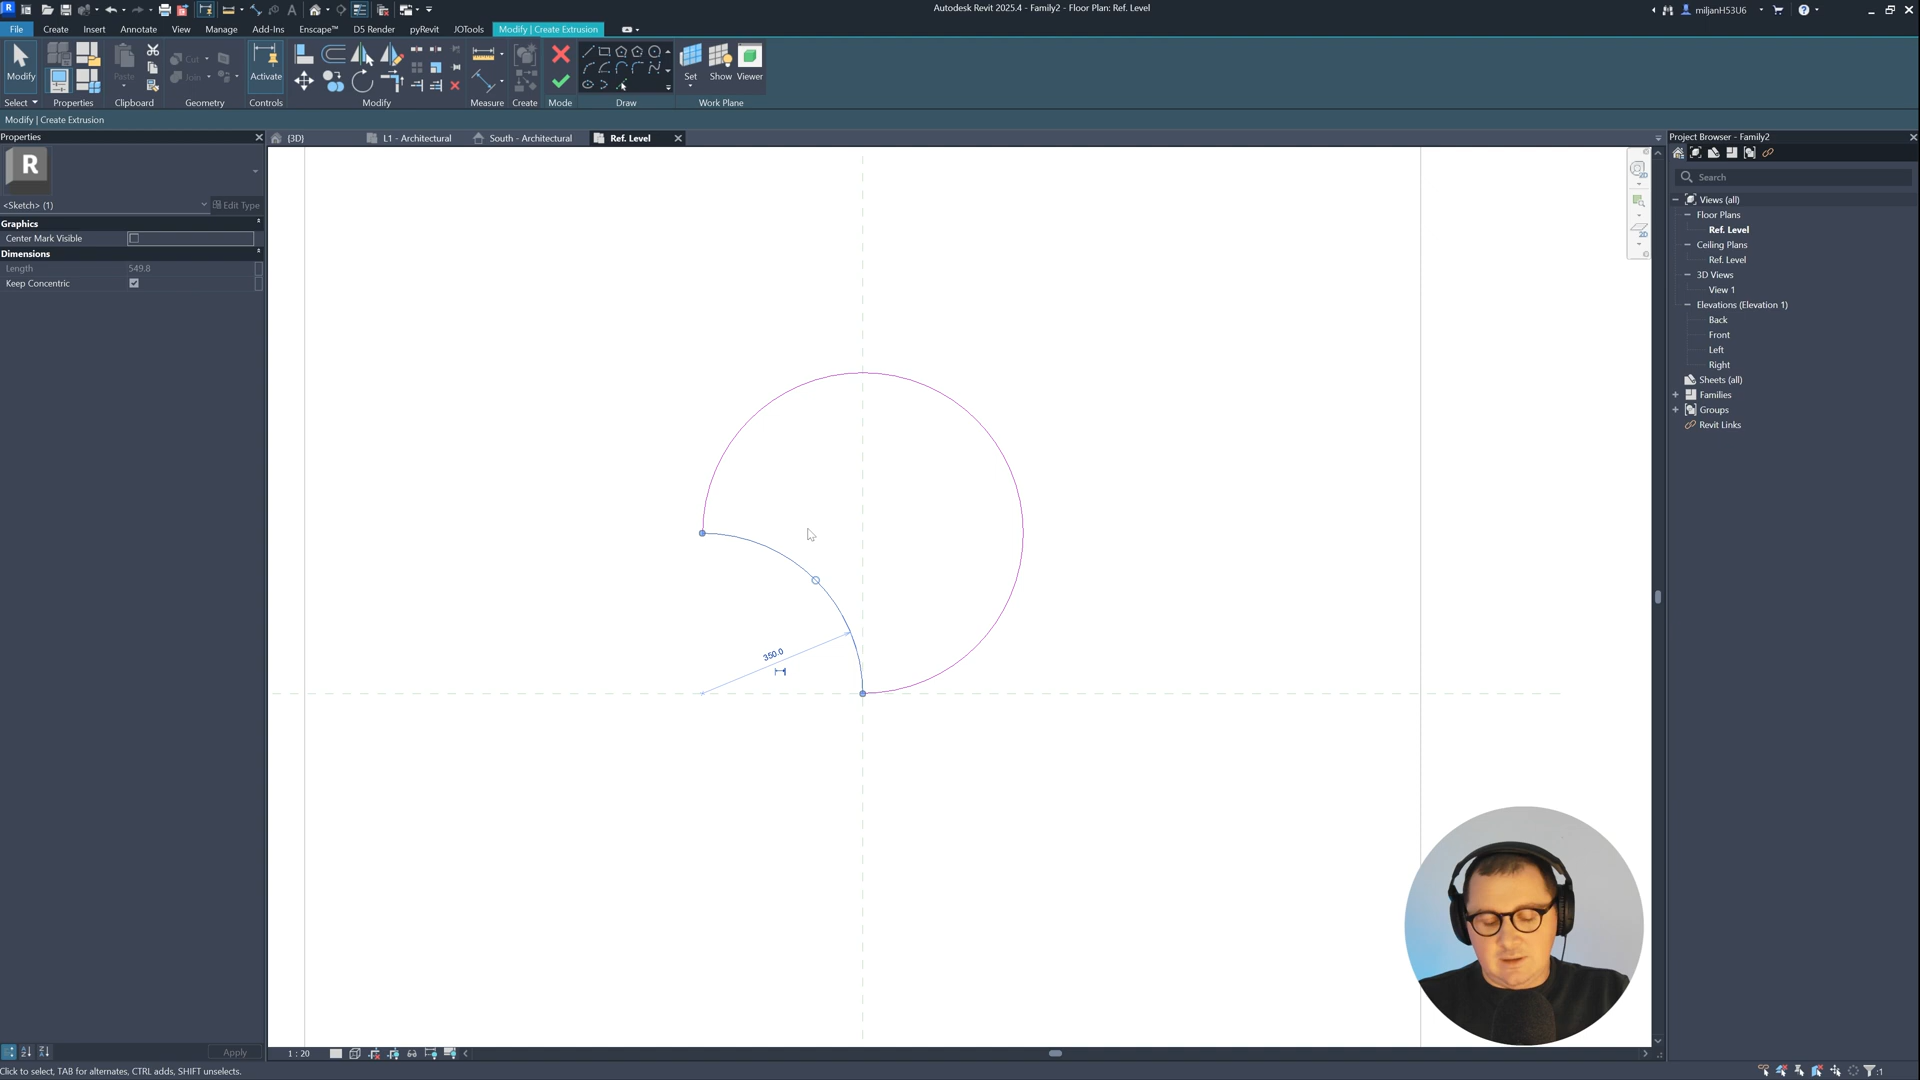 Autodesk Revit 2025.4 - Family2 - Floor Plan: Ref. Level
miljanH53U6
File Create Insert Annotate View Manage Add-Ins Enscape™ D5 Render pyRevit JOTools Modify | Create Extrusion
Modify Paste Cut Join Activate Set Show Viewer
Select Properties Clipboard Geometry Controls Modify Measure Create Mode Draw Work Plane
Modify | Create Extrusion
Properties
R
<Sketch> (1) Edit Type
Graphics
Center Mark Visible
Dimensions
Length 549.8
Keep Concentric
(3D) L1 - Architectural South - Architectural Ref. Level
350.0
2D
2D
Project Browser - Family2
Search
Views (all)
Floor Plans
Ref. Level
Ceiling Plans
Ref. Level
3D Views
View 1
Elevations (Elevation 1)
Back
Front
Left
Right
Sheets (all)
Families
Groups
Revit Links
Apply
1 : 20
Click to select, TAB for alternates, CTRL adds, SHIFT unselects.
:1